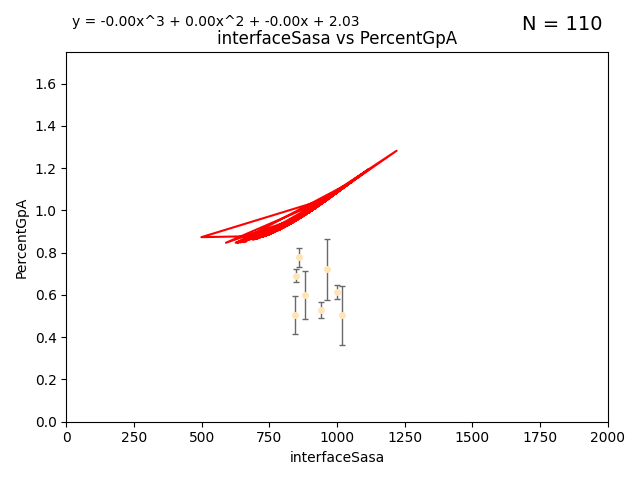 y = -0.00x^3 + 0.00x^2 + -0.00x + 2.03
N = 110
interfaceSasa vs PercentGpA
PercentGpA
1.6
1.4
1.2
1.0
0.8
0.6
0.4
0.2
0.0
0 250 500 750 1000 1250 1500 1750 2000
interfaceSasa